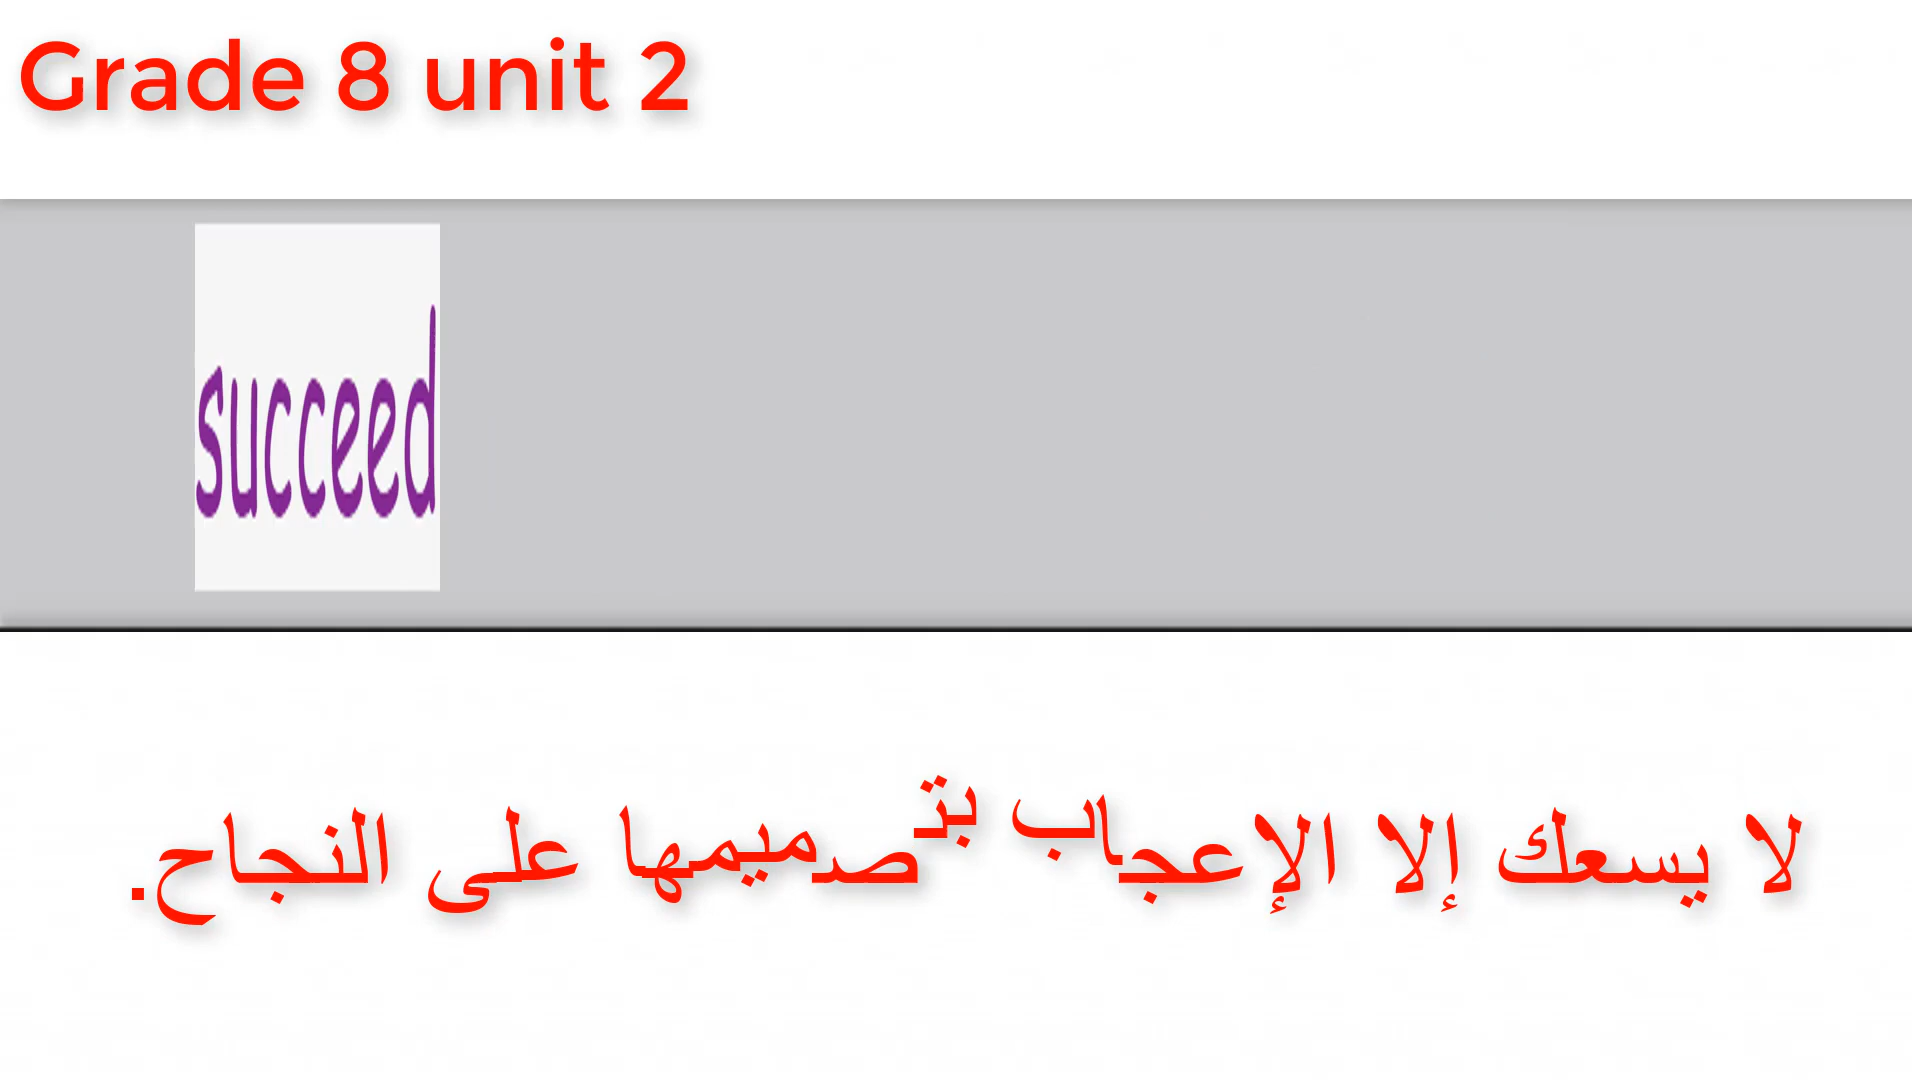 Grade 8 unit 2
succeed
لا يسعك إلا الإعجاب بتصميمها على النجاح.